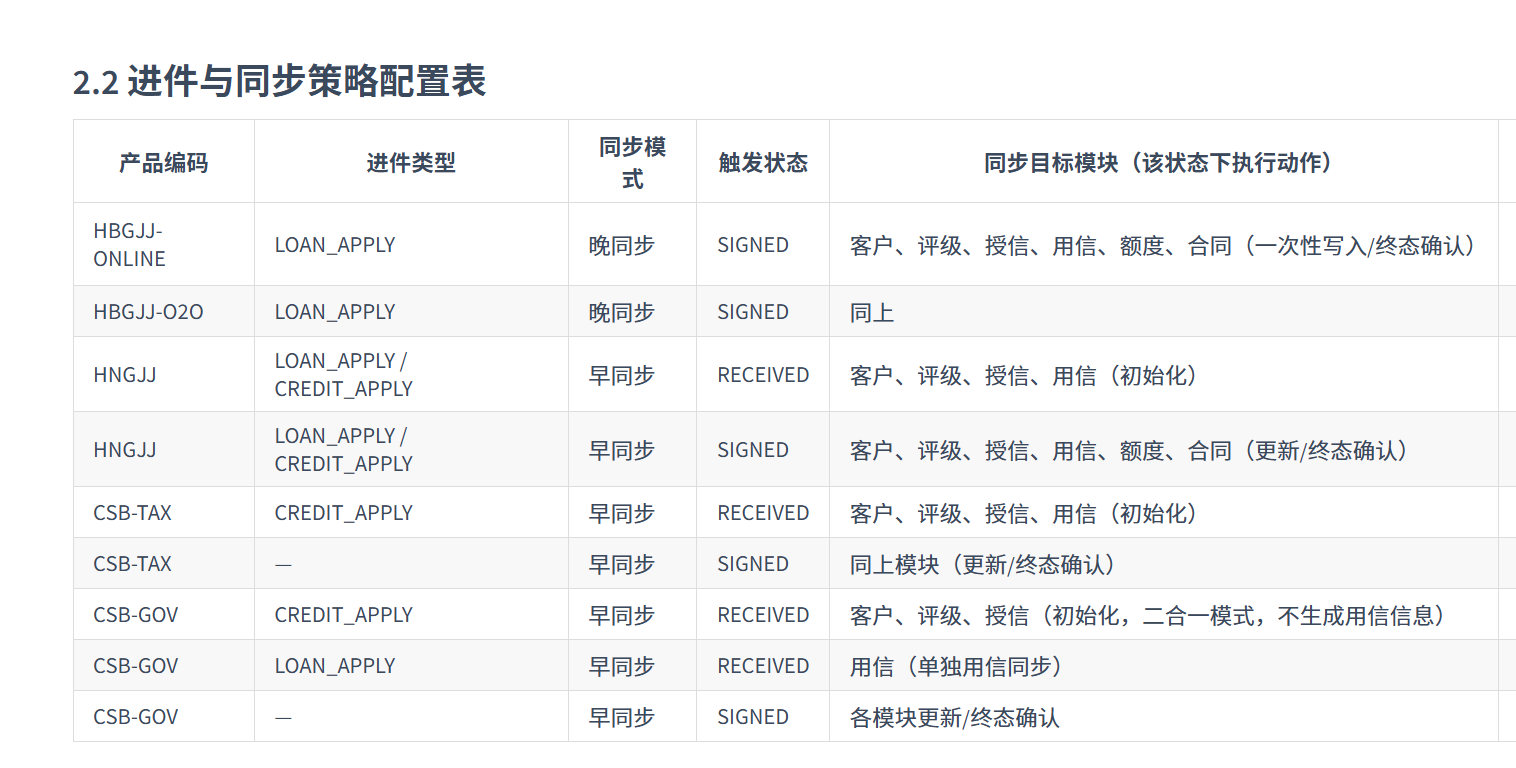 2.2 进件与同步策略配置表
产品编码 进件类型 同步模式 触发状态 同步目标模块（该状态下执行动作）
HBGJJ-ONLINE LOAN_APPLY 晚同步 SIGNED 客户、评级、授信、用信、额度、合同（一次性写入/终态确认）
HBGJJ-O2O LOAN_APPLY 晚同步 SIGNED 同上
HNGJJ LOAN_APPLY / CREDIT_APPLY 早同步 RECEIVED 客户、评级、授信、用信（初始化）
HNGJJ LOAN_APPLY / CREDIT_APPLY 早同步 SIGNED 客户、评级、授信、用信、额度、合同（更新/终态确认）
CSB-TAX CREDIT_APPLY 早同步 RECEIVED 客户、评级、授信、用信（初始化）
CSB-TAX — 早同步 SIGNED 同上模块（更新/终态确认）
CSB-GOV CREDIT_APPLY 早同步 RECEIVED 客户、评级、授信（初始化，二合一模式，不生成用信信息）
CSB-GOV LOAN_APPLY 早同步 RECEIVED 用信（单独用信同步）
CSB-GOV — 早同步 SIGNED 各模块更新/终态确认